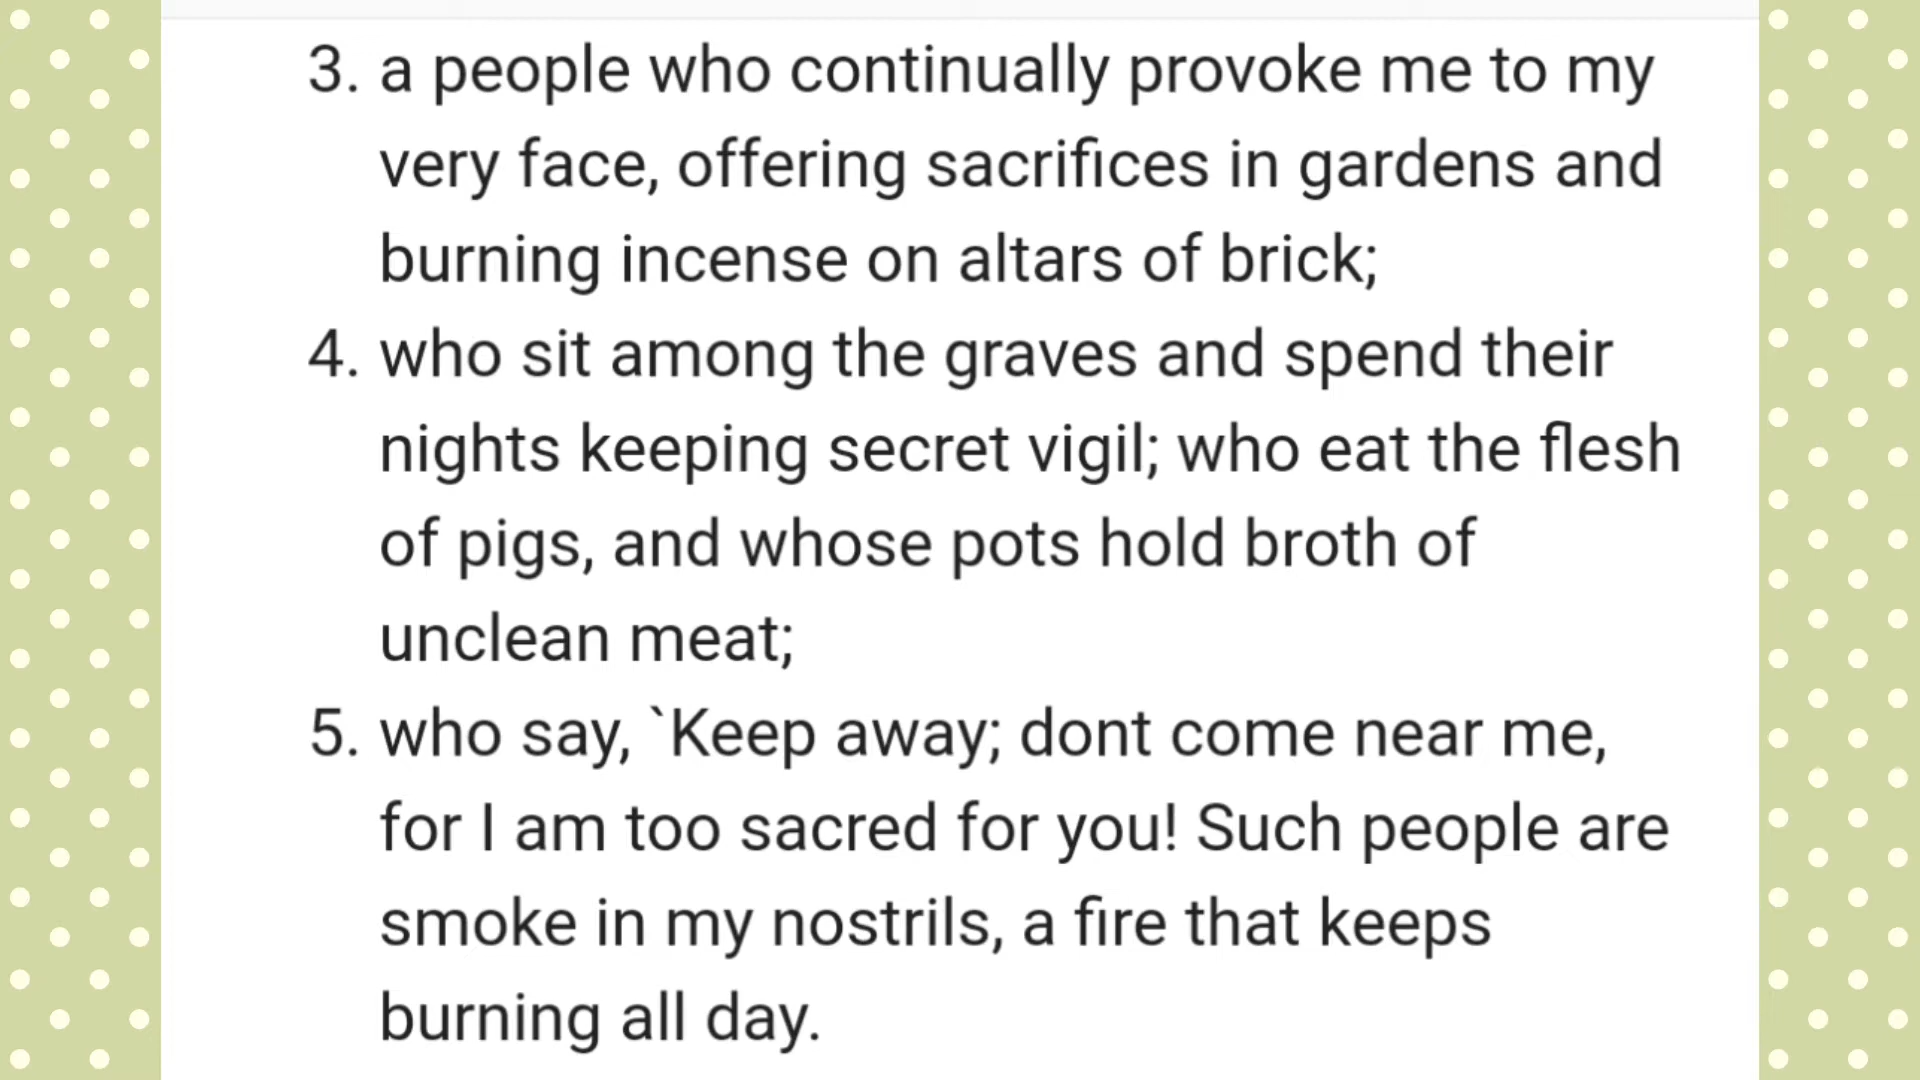 3. a people who continually provoke me to my
very face, offering sacrifices in gardens and
burning incense on altars of brick;
4. who sit among the graves and spend their
nights keeping secret vigil; who eat the flesh
of pigs, and whose pots hold broth of
unclean meat;
5. who say, `Keep away; dont come near me,
for I am too sacred for you! Such people are
smoke in my nostrils, a fire that keeps
burning all day.